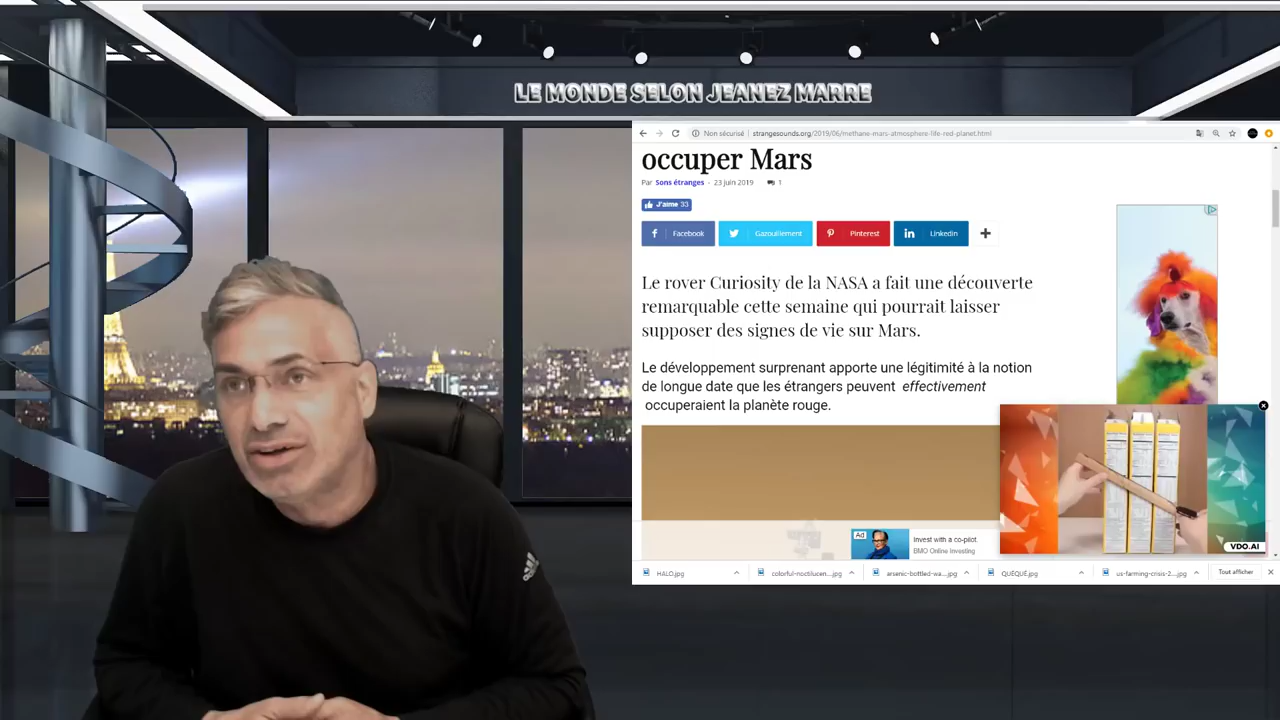 LE MONDE SELON JEANEZ MARRE
Non sécurisé | strangesounds.org/2019/06/methane-mars-atmosphere-life-red-planet.html
occuper Mars
Par Sons étranges - 23 juin 2019 1
J'aime 33
Facebook
Gazouillement
Pinterest
Linkedin
Le rover Curiosity de la NASA a fait une découverte
remarquable cette semaine qui pourrait laisser
supposer des signes de vie sur Mars.
Le développement surprenant apporte une légitimité à la notion
de longue date que les étrangers peuvent effectivement
occuperaient la planète rouge.
Ad
Invest with a co-pilot.
BMO Online Investing
VDO.AI
adidas
HALO.jpg
colorful-noctilucen....jpg
arsenic-bottled-wa....jpg
QUÉQUÉ.jpg
us-farming-crisis-2....jpg
Tout afficher